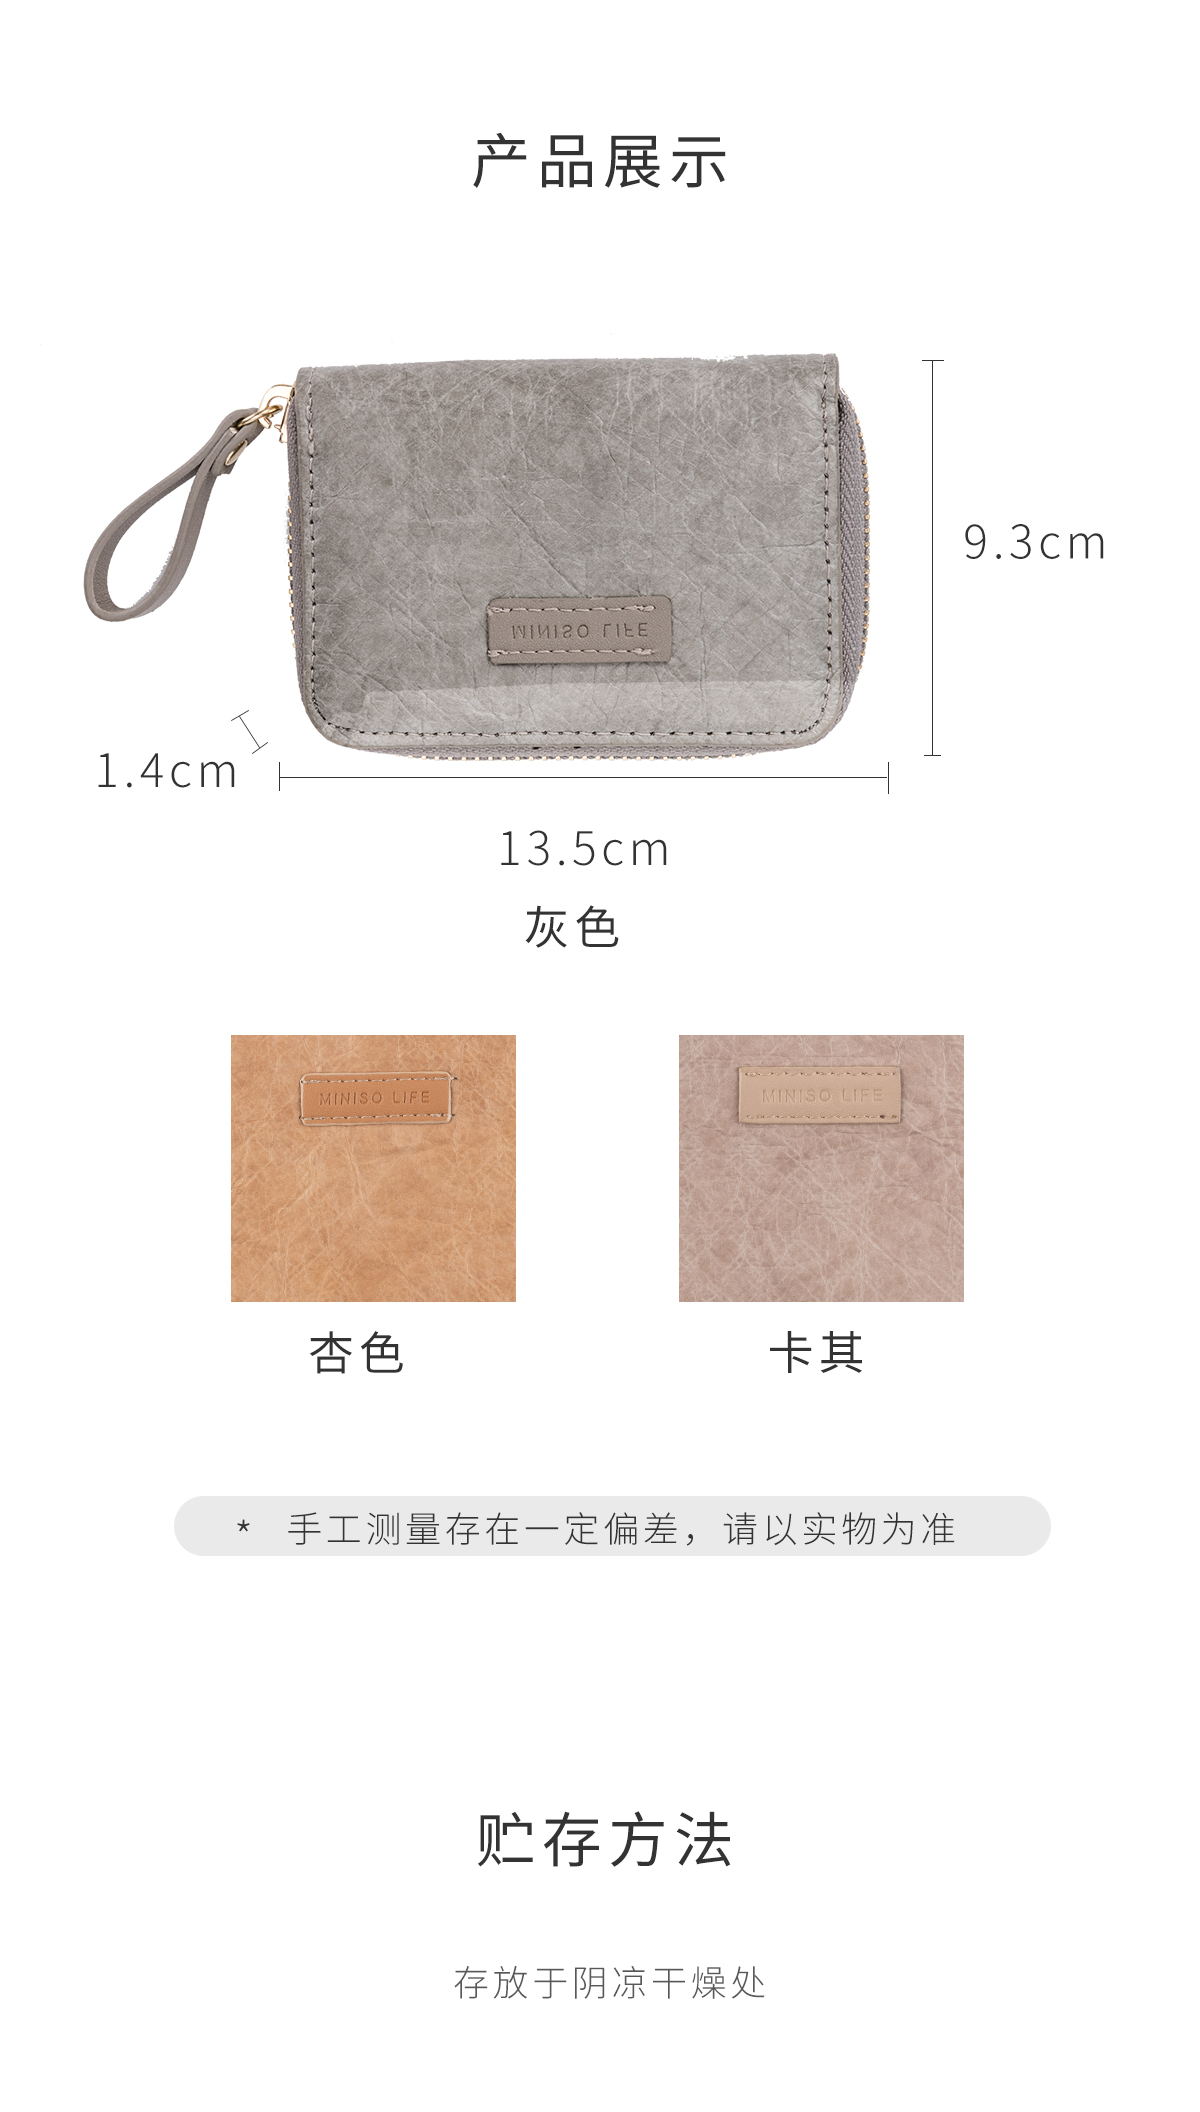 产品展示
MINISO LIFE
9.3cm
1.4cm
13.5cm
灰色
MINISO LIFE
MINISO LIFE
杏色
卡其
* 手工测量存在一定偏差，请以实物为准
贮存方法
存放于阴凉干燥处